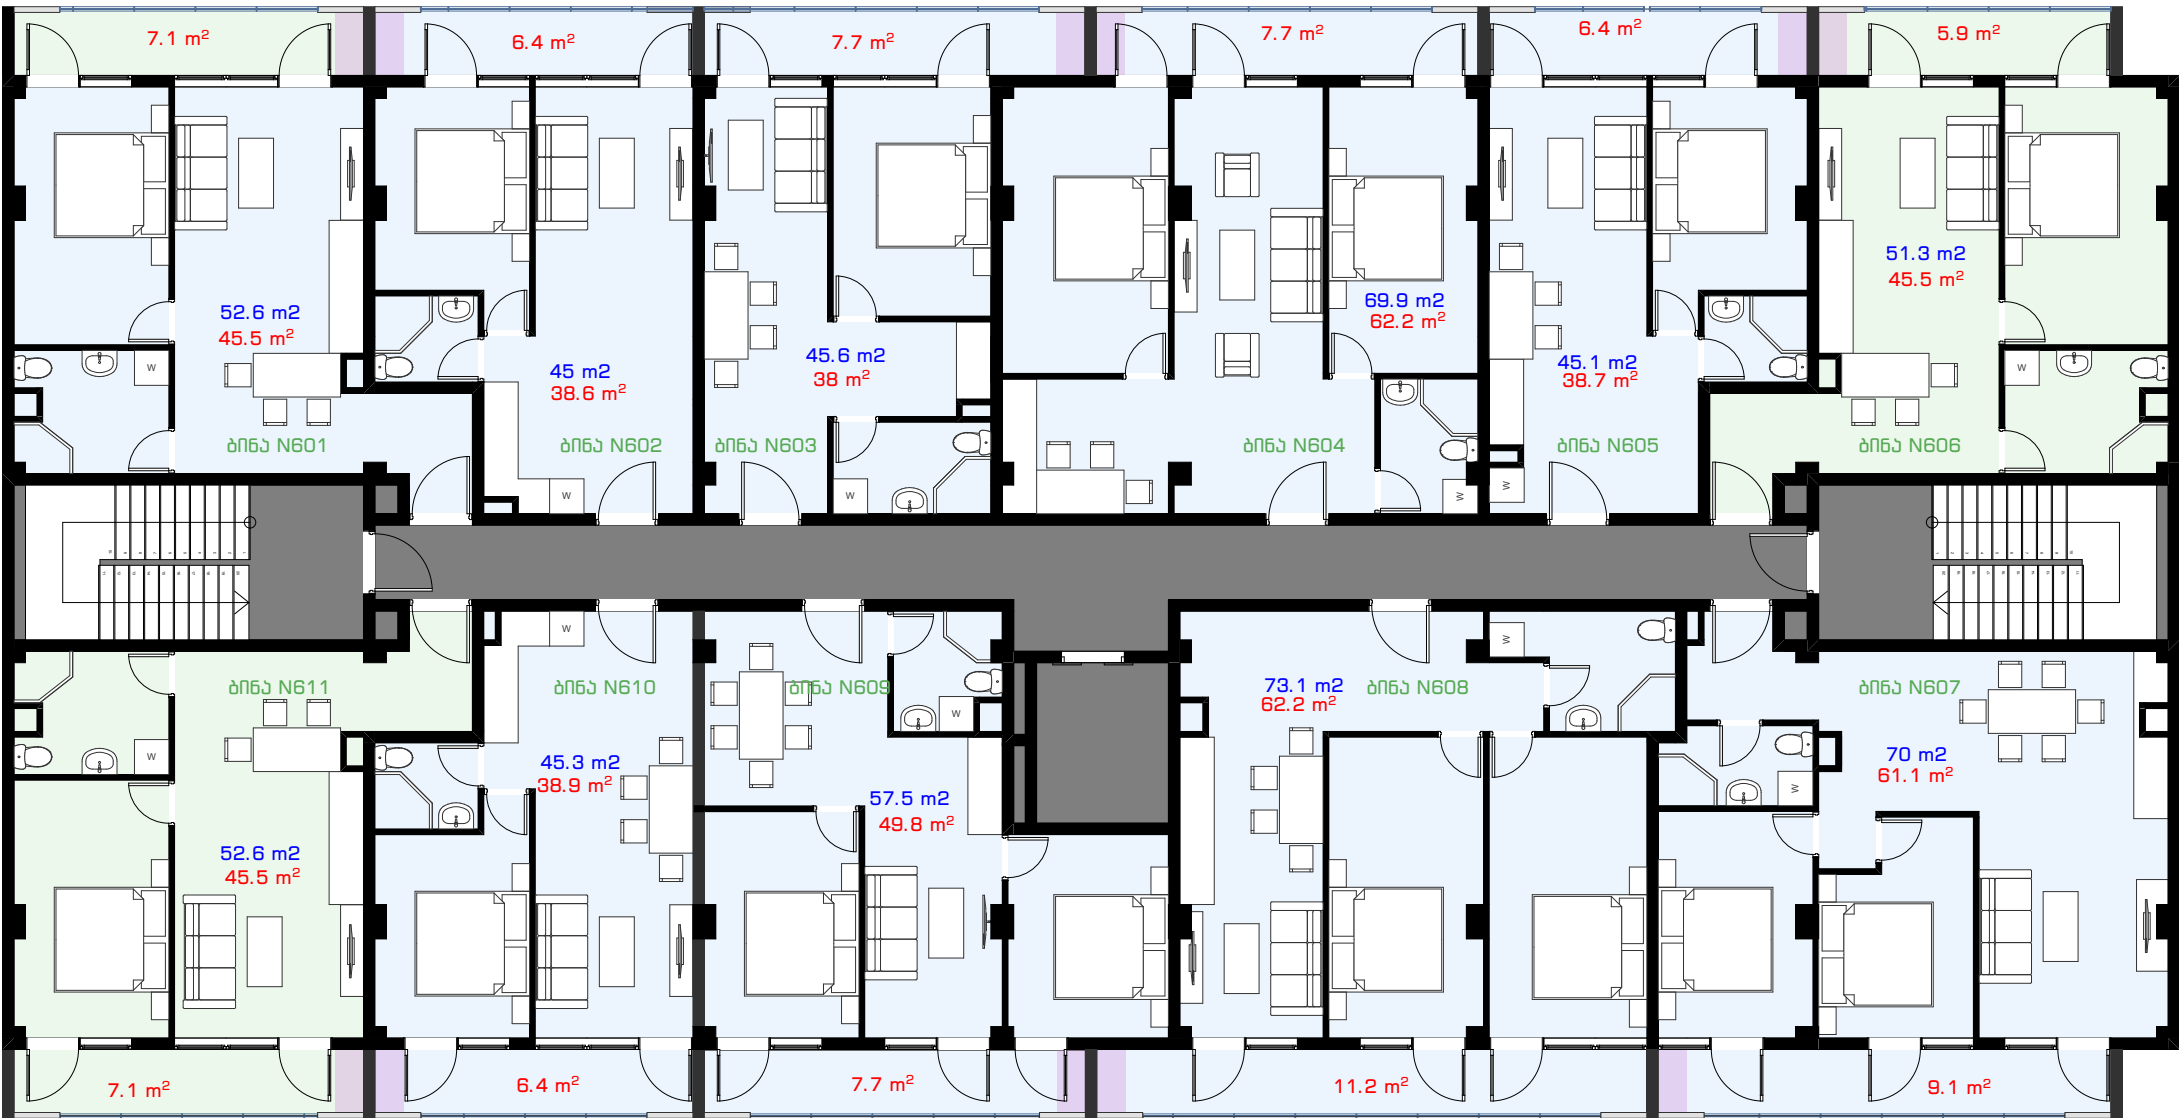 7.1 m²
6.4 m²
7.7 m²
7.7 m²
6.4 m²
5.9 m²
52.6 m2
45.5 m²
45 m2
38.6 m²
45.6 m2
38 m²
69.9 m2
62.2 m²
45.1 m2
38.7 m²
51.3 m2
45.5 m²
W
W
ბინა N601
ბინა N602
ბინა N603
ბინა N604
ბინა N605
ბინა N606
W
W
W
W
W
W
W
ბინა N611
ბინა N610
ბინა N609
ბინა N608
ბინა N607
73.1 m2
62.2 m²
W
W
45.3 m2
38.9 m²
70 m2
61.1 m²
W
57.5 m2
49.8 m²
52.6 m2
45.5 m²
7.1 m²
6.4 m²
7.7 m²
11.2 m²
9.1 m²